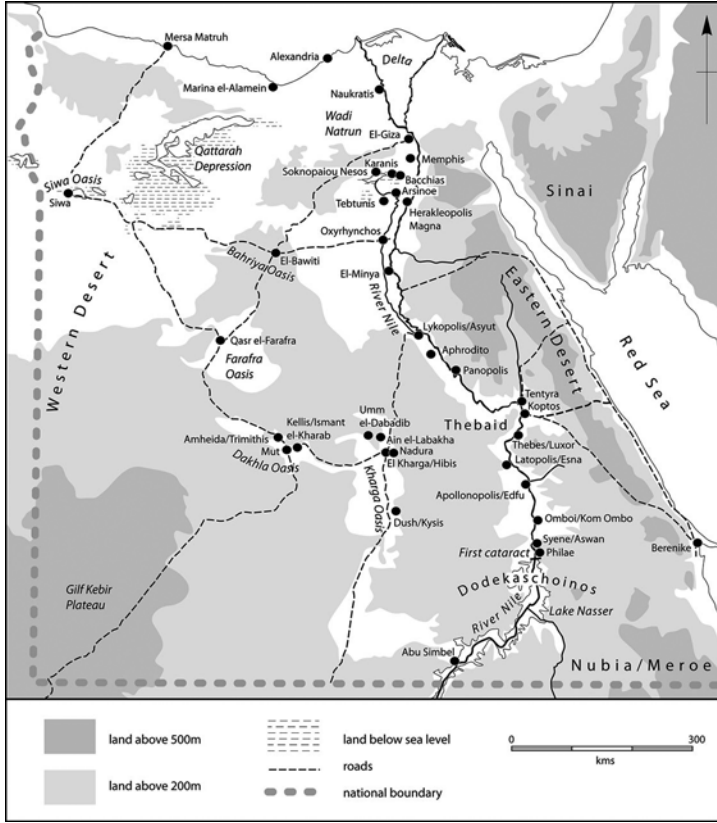 Mersa Matruh
Alexandria
Delta
Marina el-Alamein
Naukratis
Wadi
Natrun
El-Giza
Qattarah
Depression
Karanis
Memphis
Soknopaiou Nesos
Bacchias
Arsinoe
Siwa Oasis
Siwa
Tebtunis
Herakleopolis
Magna
Sinai
Oxyrhynchos
El-Bawiti
Bahriya Oasis
El-Minya
River Nile
Western Desert
Eastern Desert
Red Sea
Lykopolis/Asyut
Qasr el-Farafra
Farafra
Oasis
Aphrodito
Panopolis
Tentyra
Koptos
Thebaid
Umm
el-Dabadib
Kellis/Ismant
el-Kharab
Amheida/Trimithis
Mut
Dakhla Oasis
Ain el-Labakha
Nadura
El Kharga/Hibis
Kharga Oasis
Thebes/Luxor
Latopolis/Esna
Apollonopolis/Edfu
Dush/Kysis
Omboi/Kom Ombo
Syene/Aswan
First cataract
Philae
Berenike
Dodekaschoinos
Gilf Kebir
Plateau
River Nile
Lake Nasser
Abu Simbel
Nubia/Meroe
land above 500m
land below sea level
0
300
kms
roads
land above 200m
national boundary